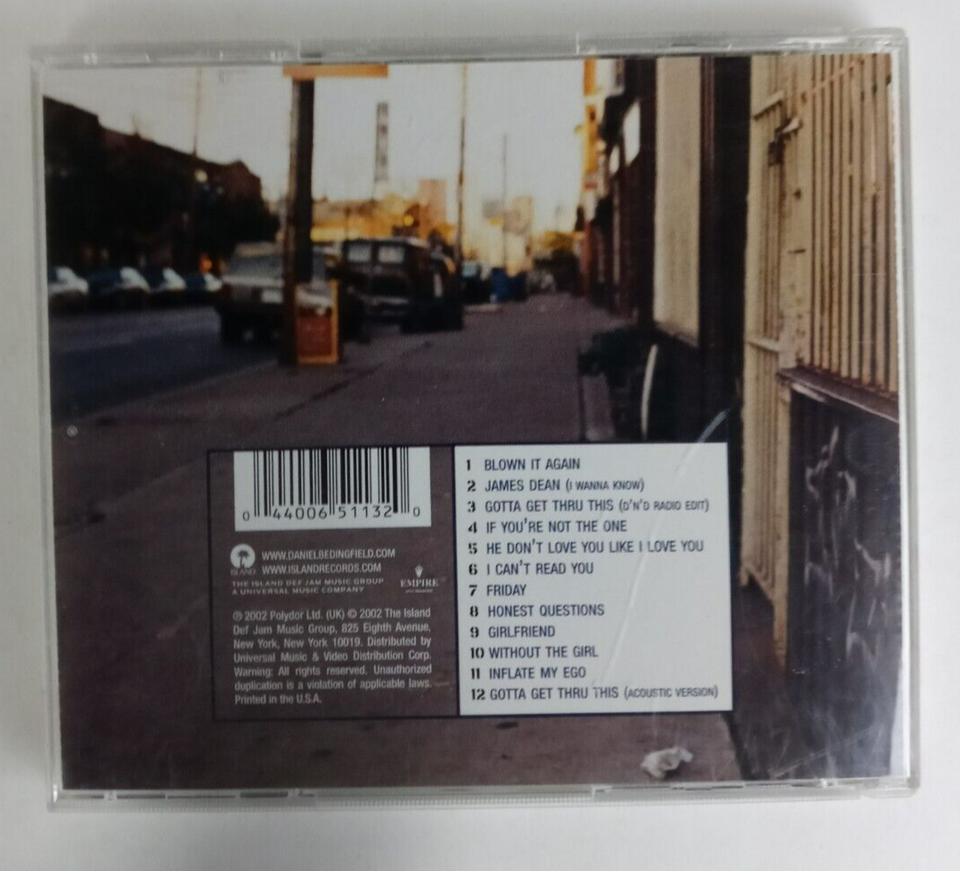 0 44006 51132 0
WWW.DANIELBEDINGFIELD.COM
WWW.ISLANDRECORDS.COM
ISLAND
THE ISLAND DEF JAM MUSIC GROUP
A UNIVERSAL MUSIC COMPANY
EMPIRE
℗ 2002 Polydor Ltd. (UK) © 2002 The Island
Def Jam Music Group, 825 Eighth Avenue,
New York, New York 10019. Distributed by
Universal Music & Video Distribution Corp.
Warning: All rights reserved. Unauthorized
duplication is a violation of applicable laws.
Printed in the U.S.A.
1 BLOWN IT AGAIN
2 JAMES DEAN (I WANNA KNOW)
3 GOTTA GET THRU THIS (D'N'D RADIO EDIT)
4 IF YOU'RE NOT THE ONE
5 HE DON'T LOVE YOU LIKE I LOVE YOU
6 I CAN'T READ YOU
7 FRIDAY
8 HONEST QUESTIONS
9 GIRLFRIEND
10 WITHOUT THE GIRL
11 INFLATE MY EGO
12 GOTTA GET THRU THIS (ACOUSTIC VERSION)